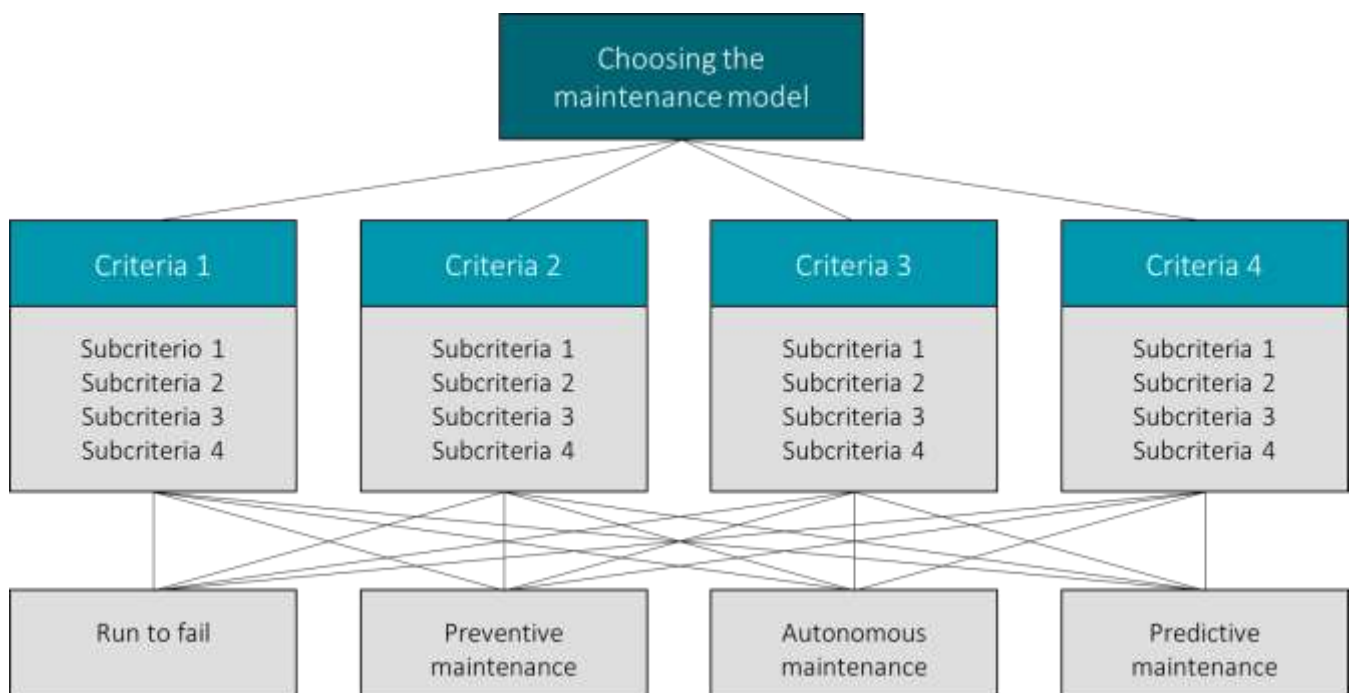 Choosing the
maintenance model
Criteria 1
Subcriterio 1
Subcriteria 2
Subcriteria 3
Subcriteria 4
Criteria 2
Subcriteria 1
Subcriteria 2
Subcriteria 3
Subcriteria 4
Criteria 3
Subcriteria 1
Subcriteria 2
Subcriteria 3
Subcriteria 4
Criteria 4
Subcriteria 1
Subcriteria 2
Subcriteria 3
Subcriteria 4
Run to fail
Preventive
maintenance
Autonomous
maintenance
Predictive
maintenance